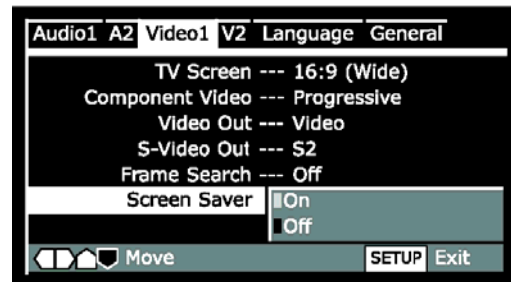 Audio1 A2 Video1 V2 Language General
TV Screen --- 16:9 (Wide)
Component Video --- Progressive
Video Out --- Video
S-Video Out --- S2
Frame Search --- Off
Screen Saver On
Off
Move SETUP Exit